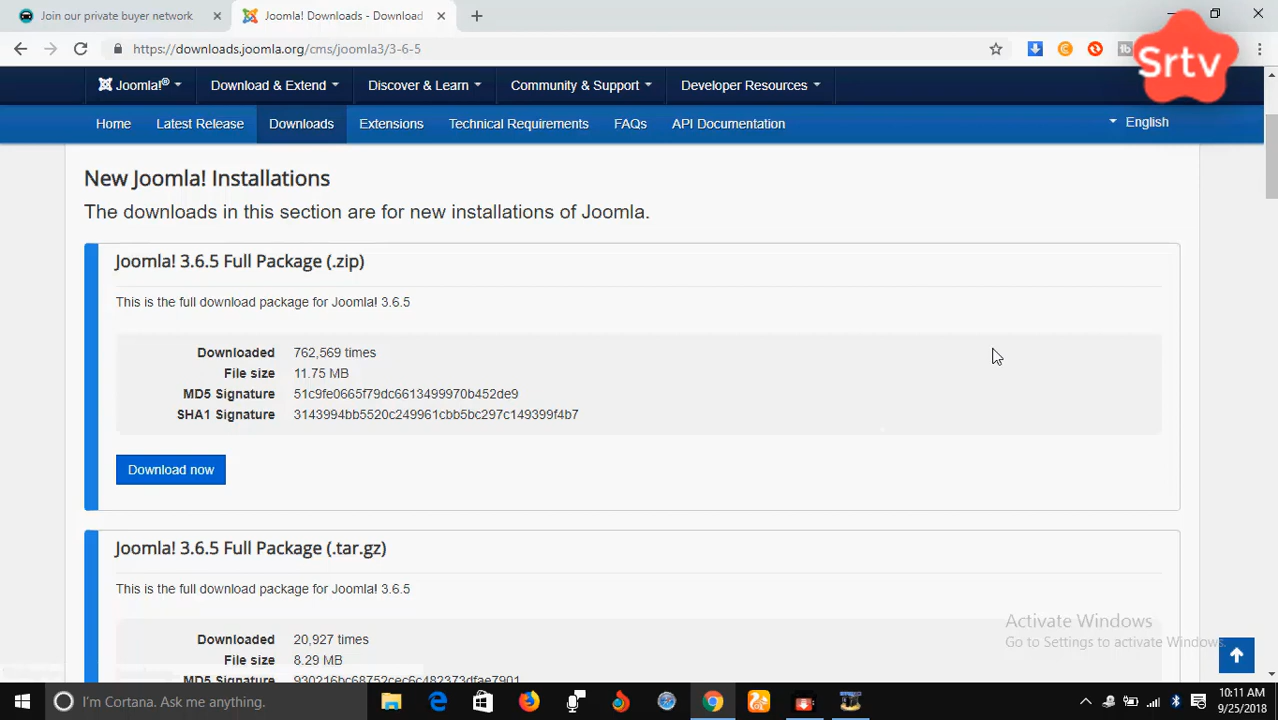 Join our private buyer network
Joomla! Downloads - Download
https://downloads.joomla.org/cms/joomla3/3-6-5
Srtv
Joomla!®
Download & Extend
Discover & Learn
Community & Support
Developer Resources
Home
Latest Release
Downloads
Extensions
Technical Requirements
FAQs
API Documentation
English
New Joomla! Installations
The downloads in this section are for new installations of Joomla.
Joomla! 3.6.5 Full Package (.zip)
This is the full download package for Joomla! 3.6.5
Downloaded 762,569 times
File size 11.75 MB
MD5 Signature 51c9fe0665f79dc6613499970b452de9
SHA1 Signature 3143994bb5520c249961cbb5bc297c149399f4b7
Download now
Joomla! 3.6.5 Full Package (.tar.gz)
This is the full download package for Joomla! 3.6.5
Downloaded 20,927 times
File size 8.29 MB
Activate Windows
Go to Settings to activate Windows.
I'm Cortana. Ask me anything.
10:11 AM
9/25/2018